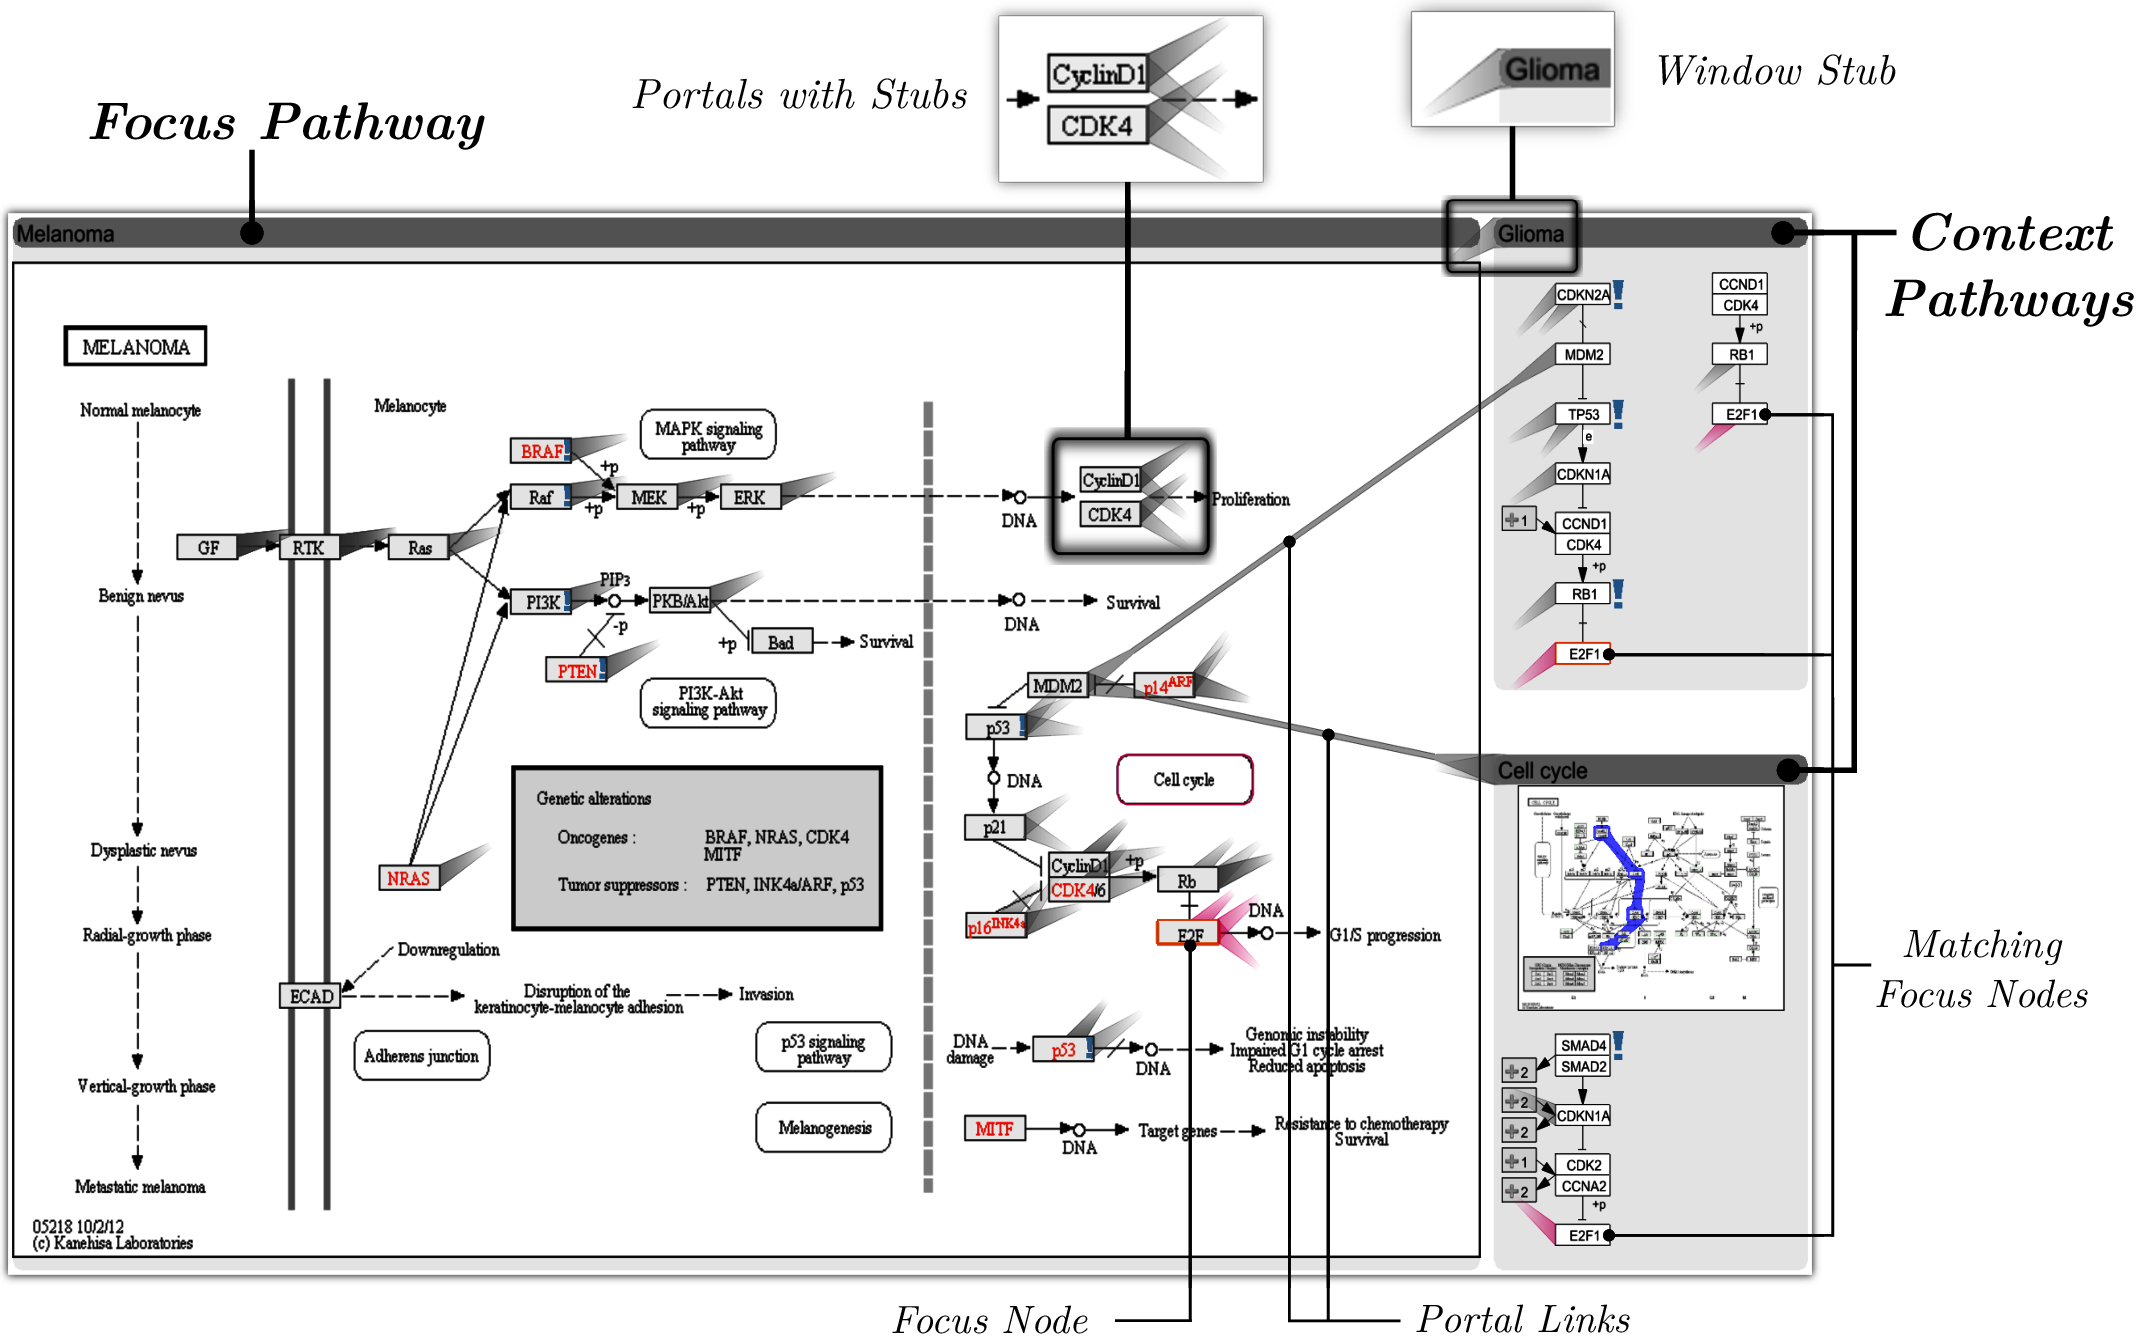 Portals with Stubs
CyclinD1
CDK4
Glioma
Window Stub
Focus Pathway
Context
Pathways
Melanoma
Glioma
MELANOMA
Normal melanocyte
Benign nevus
Dysplastic nevus
Radial-growth phase
Vertical-growth phase
Metastatic melanoma
05218 10/2/12
(c) Kanehisa Laboratories
Melanocyte
MAPK signaling
pathway
BRAF
+p
Raf
+p
MEK
+p
ERK
DNA
CyclinD1
CDK4
Proliferation
GF
RTK
Ras
PI3K
PIP3
-p
PKB/Akt
+p
Bad
Survival
DNA
Survival
PTEN
PI3K-Akt
signaling pathway
MDM2
p14ARF
p53
DNA
p21
Cell cycle
Genetic alterations
Oncogenes :
BRAF, NRAS, CDK4
MITF
Tumor suppressors :
PTEN, INK4a/ARF, p53
NRAS
CyclinD1
CDK4/6
+p
Rb
p16INK4a
E2F
DNA
G1/S progression
Downregulation
ECAD
Disruption of the
keratinocyte-melanocyte adhesion
Invasion
Adherens junction
p53 signaling
pathway
Melanogenesis
DNA
damage
p53
DNA
Genomic instability
Impaired G1 cycle arrest
Reduced apoptosis
MITF
DNA
Target genes
Resistance to chemotherapy
Survival
CDKN2A
MDM2
TP53
e
CDKN1A
+1
CCND1
CDK4
+p
RB1
E2F1
CCND1
CDK4
+p
RB1
E2F1
Cell cycle
SMAD4
SMAD2
+2
+2
CDKN1A
+2
+1
CDK2
CCNA2
+2
+p
E2F1
Matching
Focus Nodes
Focus Node
Portal Links